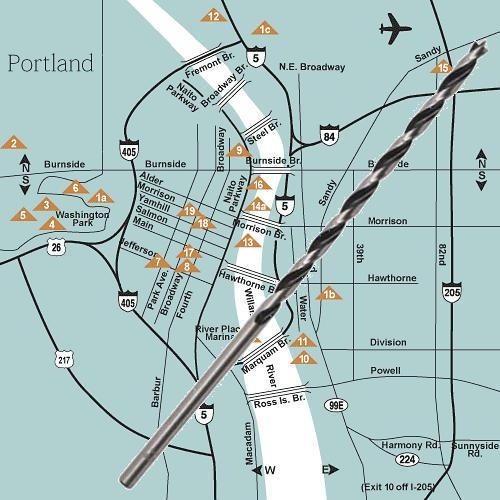 12
1c
Portland
Fremont Br.
5
Sandy
15
N.E. Broadway
Naito
Parkway
Broadway Br.
Steel Br.
84
2
405
Broadway
9
Burnside Br.
N
S
Burnside
Burnside
N
S
Alder
Morrison
Yamhill
Salmon
Main
Jefferson
6
1a
3
5
4
Washington
Park
26
Naito
Parkway
16
14a
5
Sandy
19
18
Morrison Br.
Morrison
13
39th
82nd
17
7
8
Hawthorne Br.
Hawthorne
Park Ave.
Broadway
Fourth
405
1b
Water
205
River
Marina
217
11
10
Division
Marquam Br.
River
Powell
Barbur
Ross Is. Br.
5
99E
Macadam
Harmony Rd.
Sunnyside
Rd.
224
W
E
(Exit 10 off I-205)